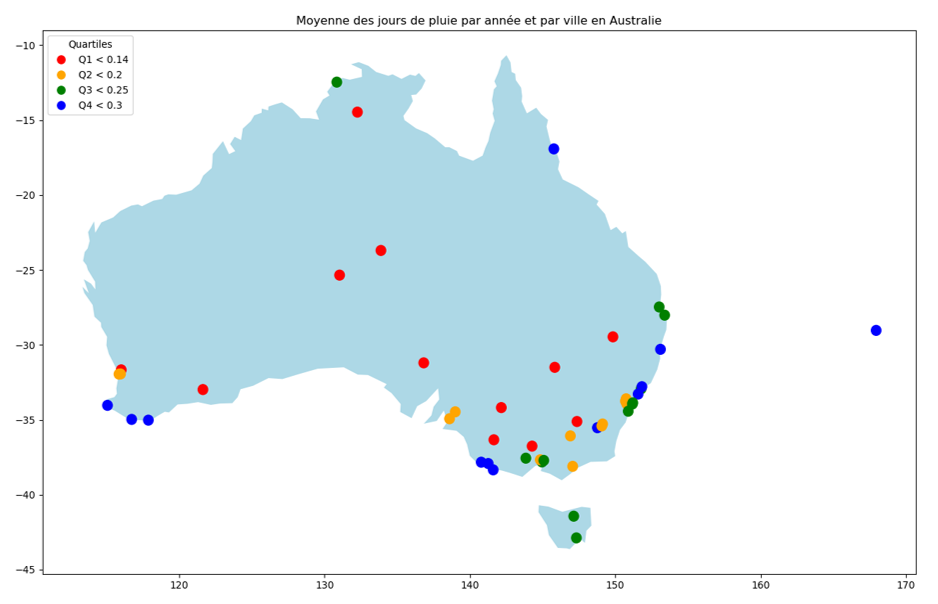 Moyenne des jours de pluie par année et par ville en Australie
Quartiles
Q1 < 0.14
Q2 < 0.2
Q3 < 0.25
Q4 < 0.3
−10
−15
−20
−25
−30
−35
−40
−45
120 130 140 150 160 170